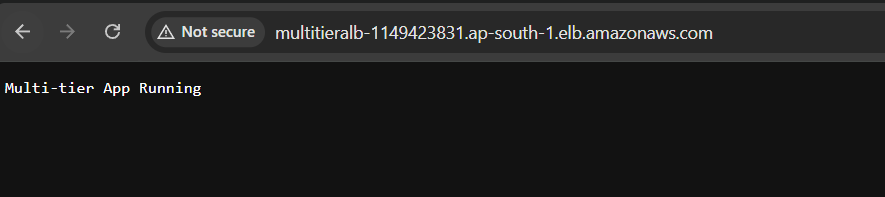 Not secure multitieralb-1149423831.ap-south-1.elb.amazonaws.com
Multi-tier App Running